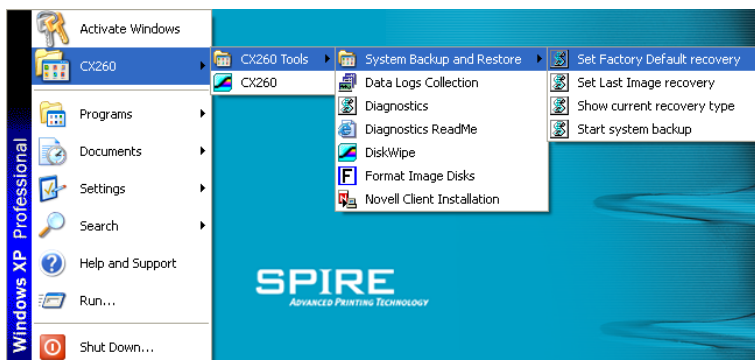 Windows XP Professional
Activate Windows
CX260
Programs
Documents
Settings
Search
Help and Support
Run...
Shut Down...
CX260 Tools
CX260
System Backup and Restore
Data Logs Collection
Diagnostics
Diagnostics ReadMe
DiskWipe
Format Image Disks
Novell Client Installation
Set Factory Default recovery
Set Last Image recovery
Show current recovery type
Start system backup
SPIRE
ADVANCED PRINTING TECHNOLOGY